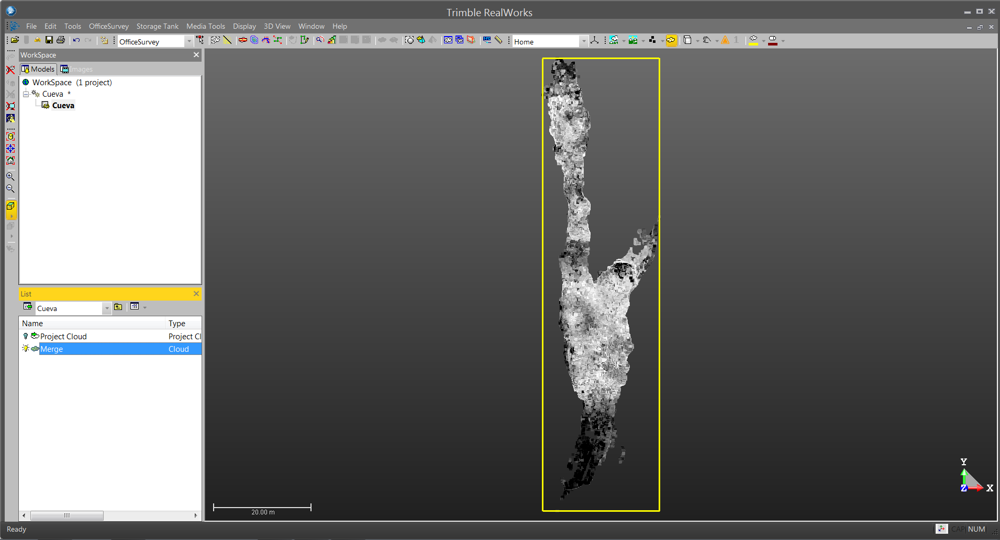 Trimble RealWorks
File Edit Tools OfficeSurvey Storage Tank Media Tools Display 3D View Window Help
OfficeSurvey Home 1
WorkSpace
Models Images
WorkSpace (1 project)
Cueva *
Cueva
List
Cueva
Name Type
Project Cloud Project Cl
Merge Cloud
20.00 m
Y
Z X
Ready CAP NUM